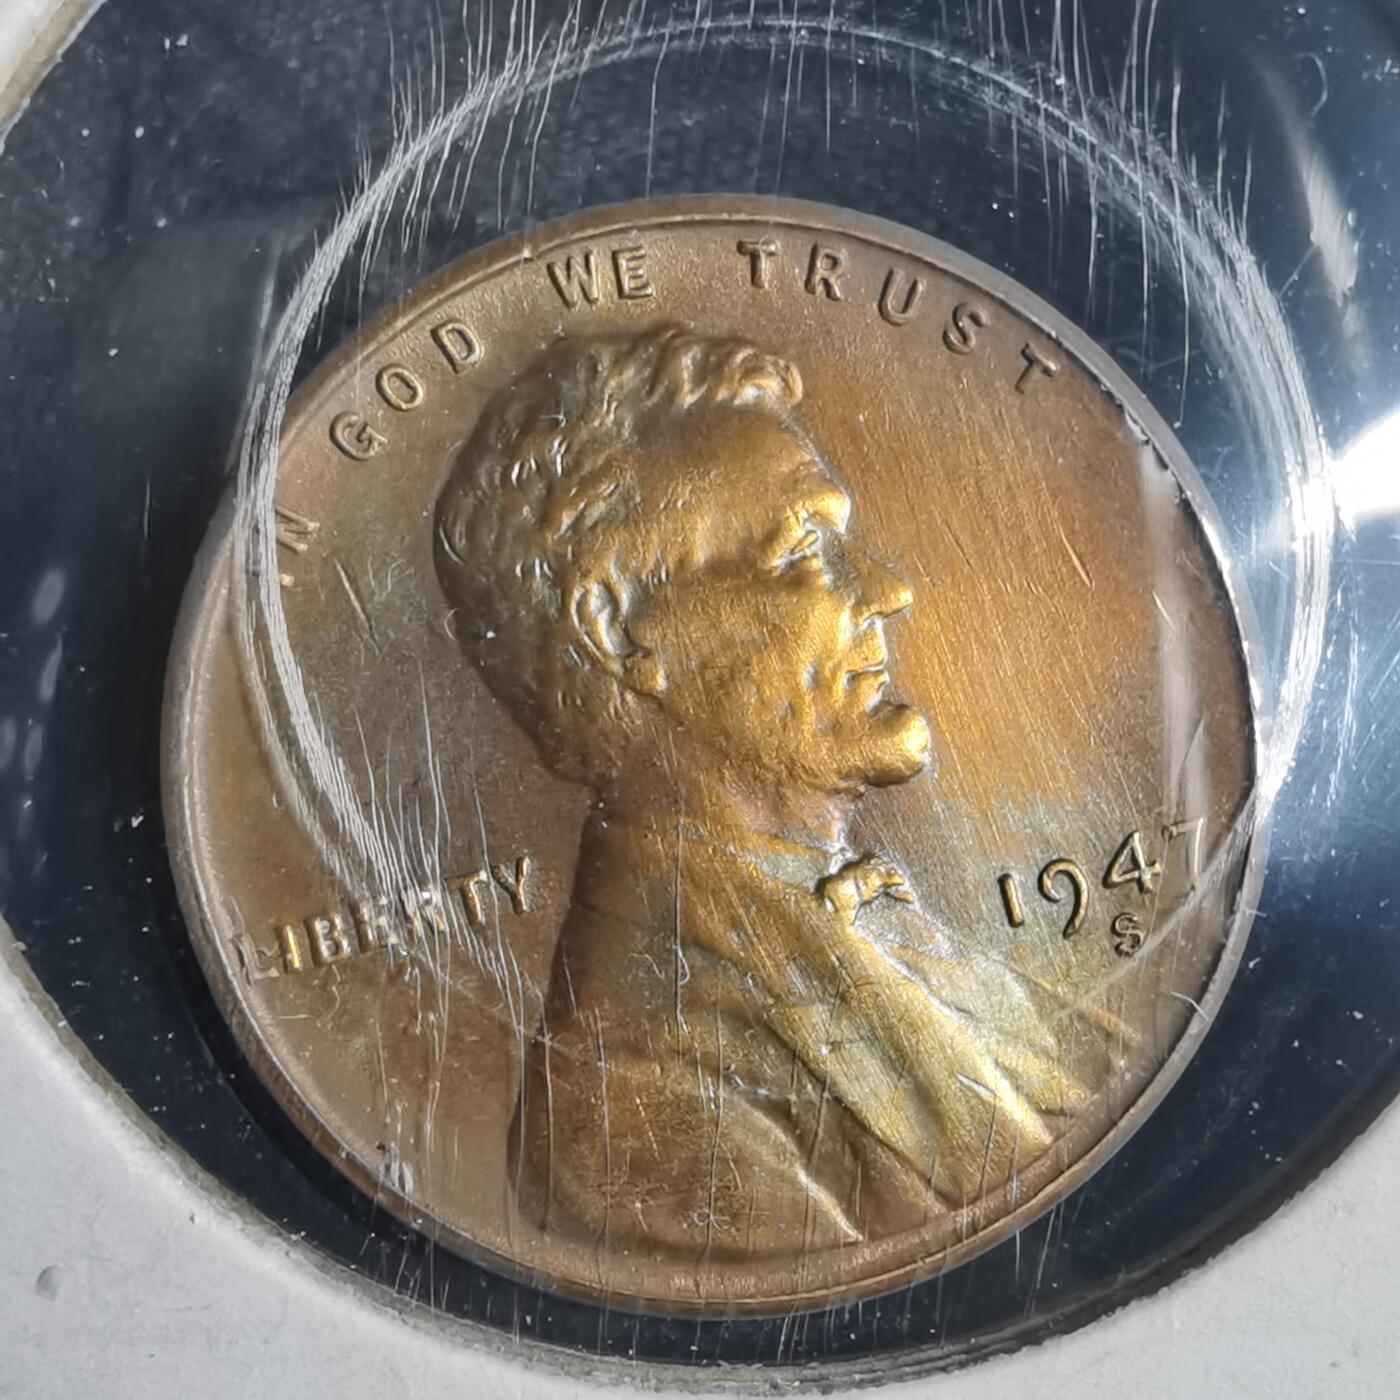 IN GOD WE TRUST
LIBERTY
1947
S